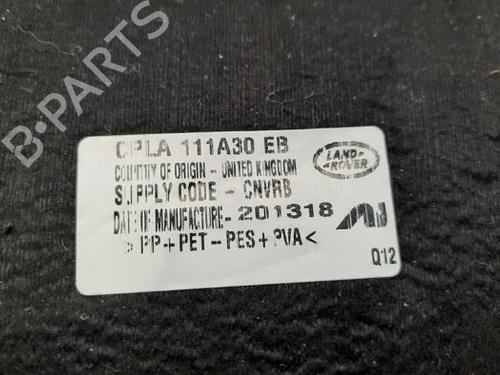 B-PARTS
CPLA 111A30 EB
COUNTRY OF ORIGIN - UNITED KINGDOM
LAND-
ROVER
SUPPLY CODE - CNVRB
DATE OF MANUFACTURE- 201318
>PP+PET-PES+PVA<
Q12